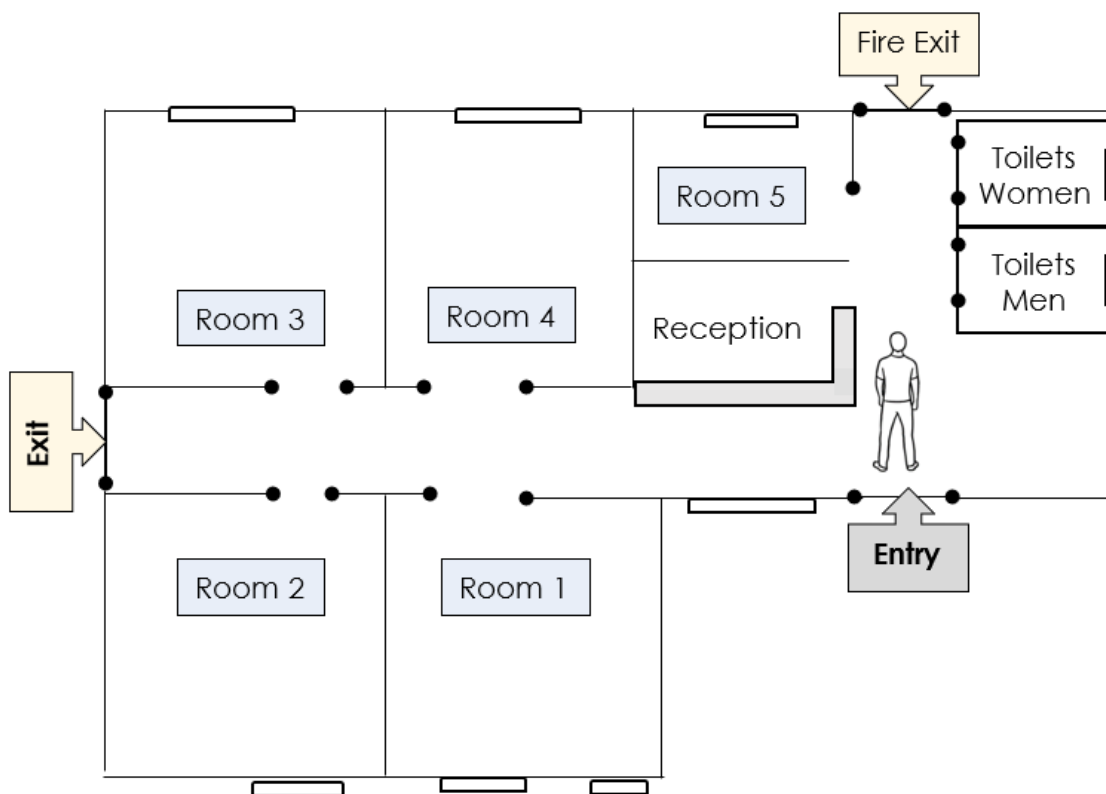 Fire Exit
Toilets
Women
Room 5
Toilets
Men
Room 3
Room 4
Reception
Exit
Entry
Room 2
Room 1